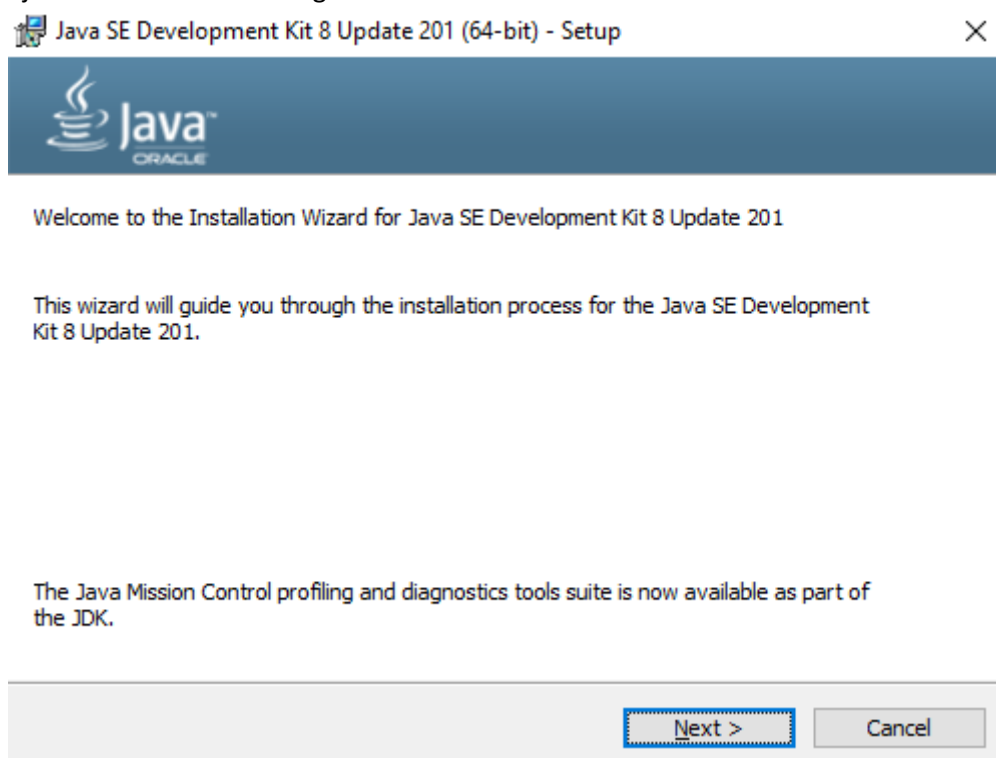 Java SE Development Kit 8 Update 201 (64-bit) - Setup
Java™
ORACLE
Welcome to the Installation Wizard for Java SE Development Kit 8 Update 201
This wizard will guide you through the installation process for the Java SE Development
Kit 8 Update 201.
The Java Mission Control profiling and diagnostics tools suite is now available as part of
the JDK.
Next >
Cancel